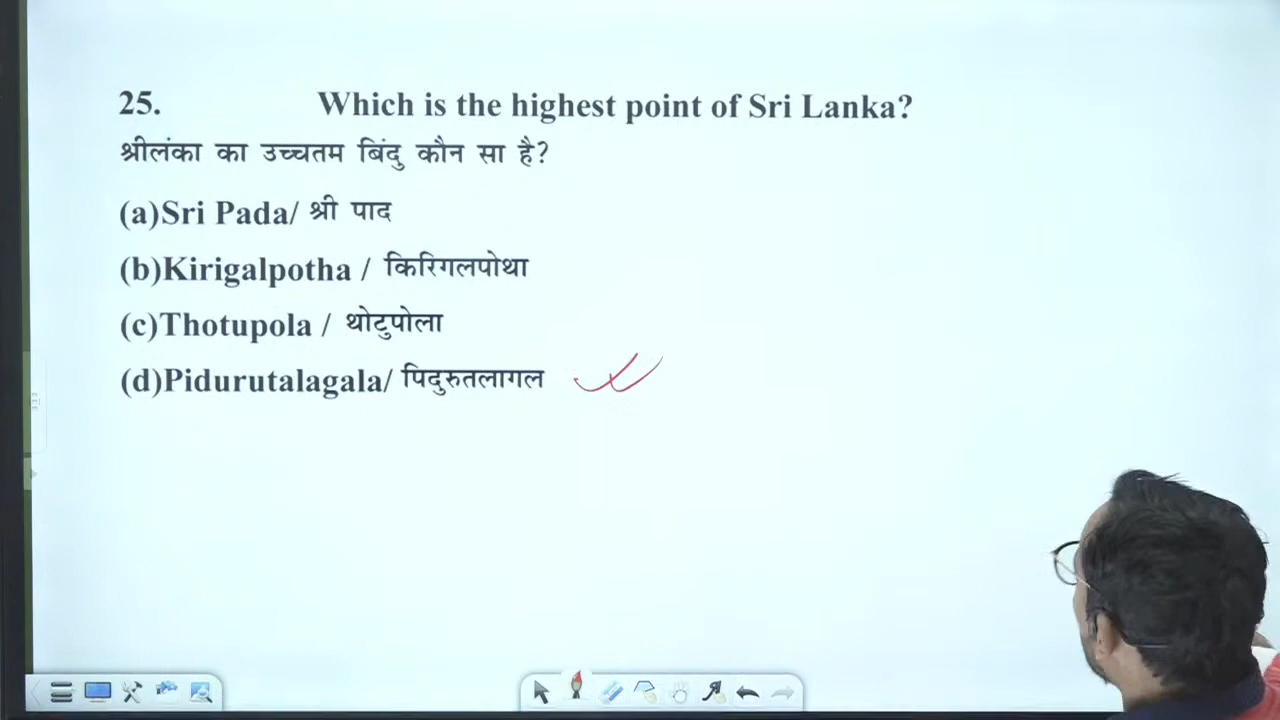 25. Which is the highest point of Sri Lanka?
श्रीलंका का उच्चतम बिंदु कौन सा है?
(a)Sri Pada/ श्री पाद
(b)Kirigalpotha / किरिगलपोथा
(c)Thotupola / थोटुपोला
(d)Pidurutalagala/ पिदुरुतलागल